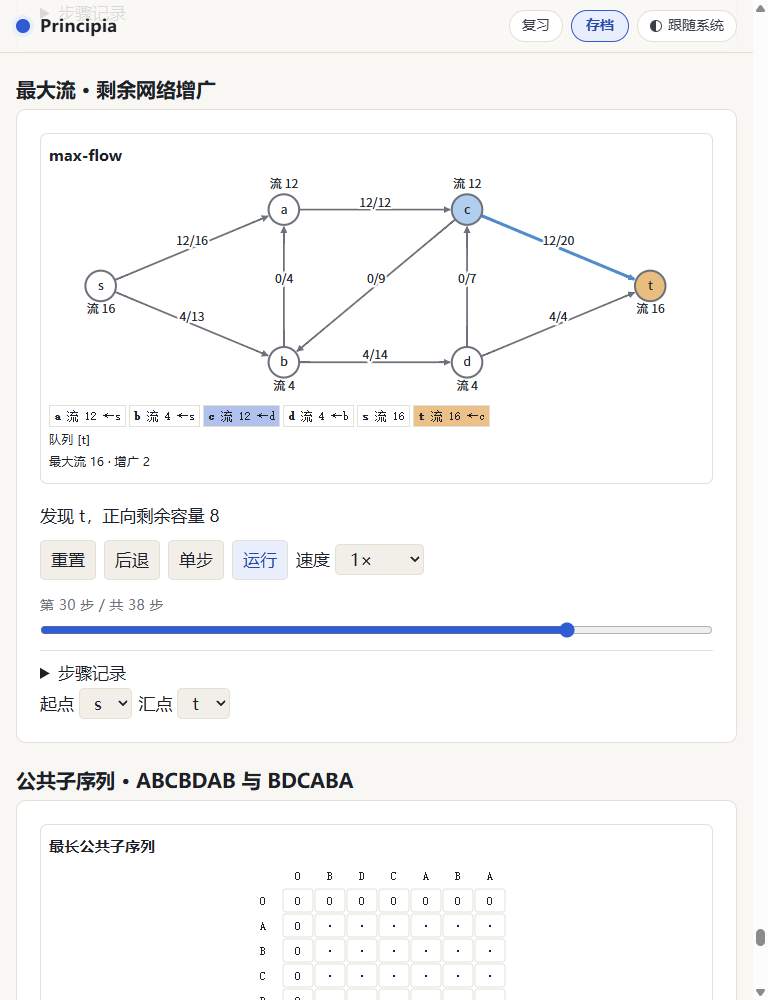 ▶ 步骤记录
Principia
复习
存档
跟随系统
最大流 · 剩余网络增广
max-flow
流 12
流 12
a
12/12
c
12/16
12/20
s
0/4
0/9
0/7
t
流 16
流 16
4/13
4/4
b
4/14
d
流 4
流 4
a 流 12 ←s
b 流 4 ←s
c 流 12 ←d
d 流 4 ←b
s 流 16
t 流 16 ←c
队列 [t]
最大流 16 · 增广 2
发现 t，正向剩余容量 8
重置
后退
单步
运行
速度
1×
第 30 步 / 共 38 步
▶ 步骤记录
起点 s 汇点 t
公共子序列 · ABCBDAB 与 BDCABA
最长公共子序列
0 B D C A B A
0 0 0 0 0 0 0 0
A 0 · · · · · ·
B 0 · · · · · ·
C 0 · · · · · ·